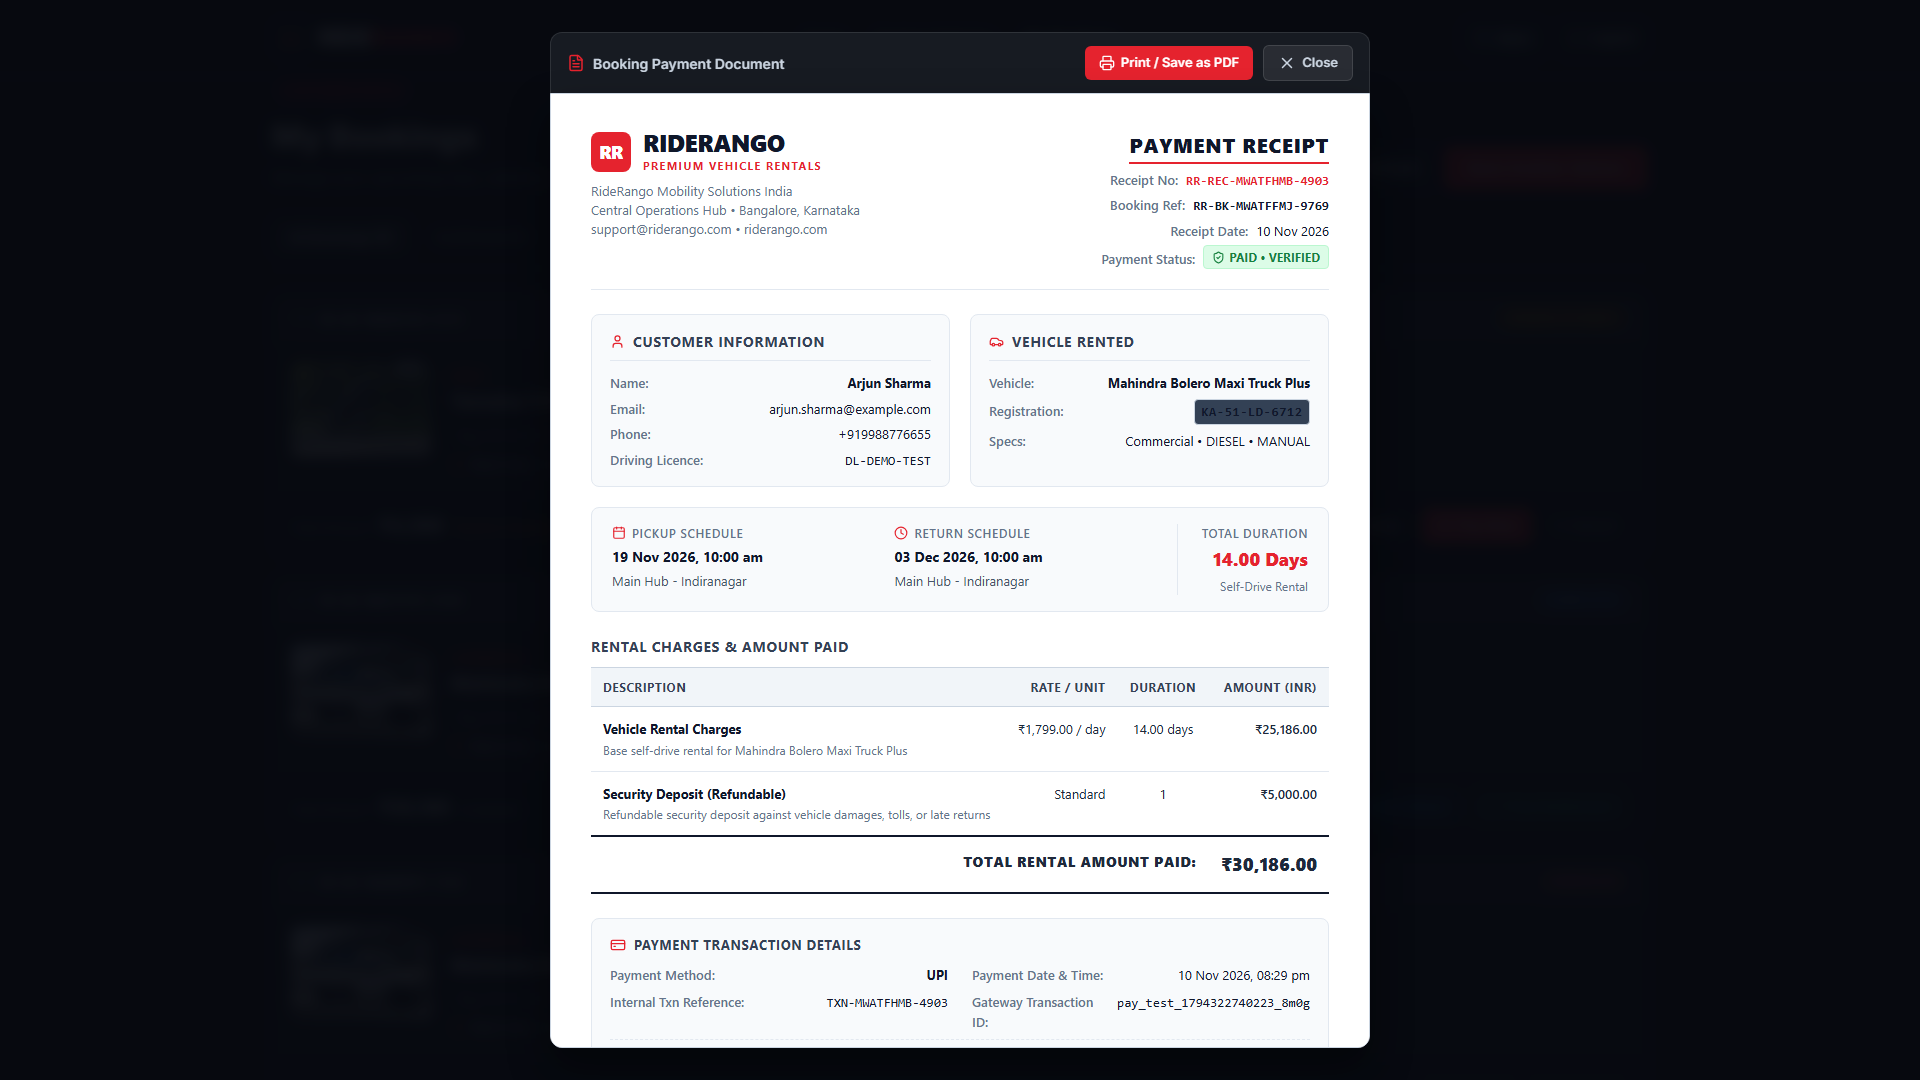 Booking Payment Document
Print / Save as PDF
Close
RR
RIDERANGO
PREMIUM VEHICLE RENTALS
RideRango Mobility Solutions India
Central Operations Hub • Bangalore, Karnataka
support@riderango.com • riderango.com
PAYMENT RECEIPT
Receipt No: RR-REC-MWATFHMB-4903
Booking Ref: RR-BK-MWATFFMJ-9769
Receipt Date: 10 Nov 2026
Payment Status: PAID • VERIFIED
CUSTOMER INFORMATION
Name: Arjun Sharma
Email: arjun.sharma@example.com
Phone: +919988776655
Driving Licence: DL-DEMO-TEST
VEHICLE RENTED
Vehicle: Mahindra Bolero Maxi Truck Plus
Registration: KA-51-LD-6712
Specs: Commercial • DIESEL • MANUAL
PICKUP SCHEDULE
19 Nov 2026, 10:00 am
Main Hub - Indiranagar
RETURN SCHEDULE
03 Dec 2026, 10:00 am
Main Hub - Indiranagar
TOTAL DURATION
14.00 Days
Self-Drive Rental
RENTAL CHARGES & AMOUNT PAID
DESCRIPTION RATE / UNIT DURATION AMOUNT (INR)
Vehicle Rental Charges ₹1,799.00 / day 14.00 days ₹25,186.00
Base self-drive rental for Mahindra Bolero Maxi Truck Plus
Security Deposit (Refundable) Standard 1 ₹5,000.00
Refundable security deposit against vehicle damages, tolls, or late returns
TOTAL RENTAL AMOUNT PAID: ₹30,186.00
PAYMENT TRANSACTION DETAILS
Payment Method: UPI
Payment Date & Time: 10 Nov 2026, 08:29 pm
Internal Txn Reference: TXN-MWATFHMB-4903
Gateway Transaction ID: pay_test_1794322740223_8m0g